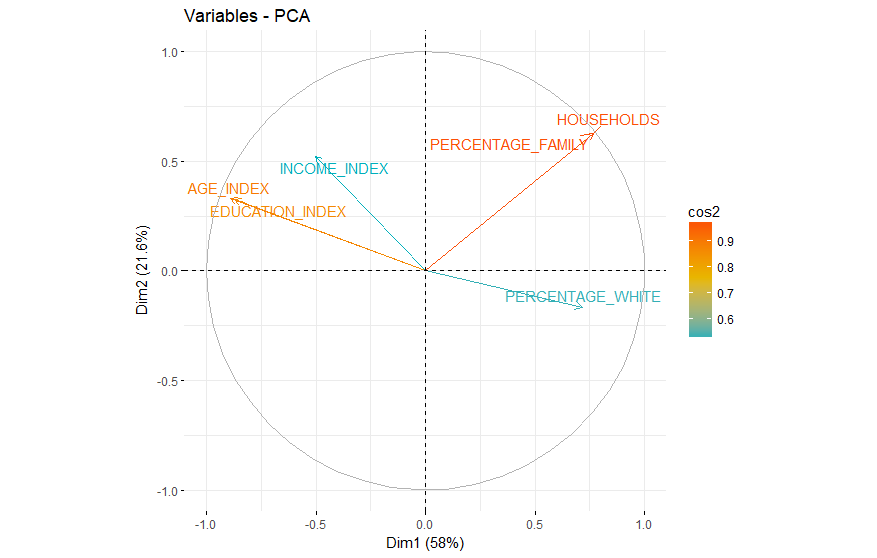 Variables - PCA
1.0
0.5
0.0
-0.5
-1.0
Dim2 (21.6%)
HOUSEHOLDS
PERCENTAGE_FAMILY
INCOME_INDEX
AGE_INDEX
EDUCATION_INDEX
PERCENTAGE_WHITE
-1.0 -0.5 0.0 0.5 1.0
Dim1 (58%)
cos2
0.9
0.8
0.7
0.6